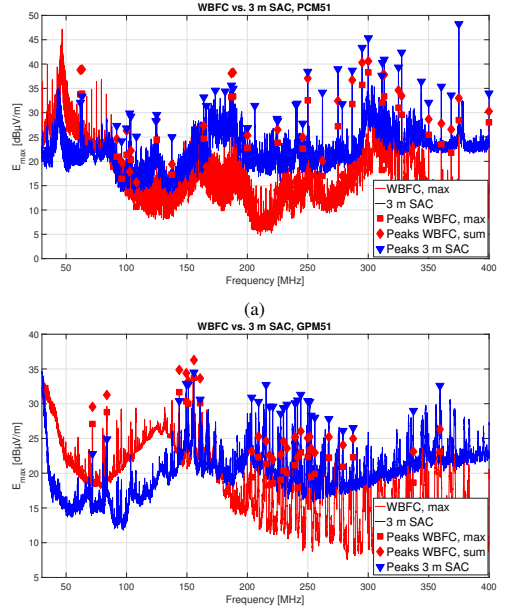 WBFC vs. 3 m SAC, PCM51
55
50
45
40
35
30
25
20
15
10
5
0
E_max [dBµV/m]
50 100 150 200 250 300 350 400
Frequency [MHz]
WBFC, max
3 m SAC
Peaks WBFC, max
Peaks WBFC, sum
Peaks 3 m SAC
(a)
WBFC vs. 3 m SAC, GPM51
40
35
30
25
20
15
10
5
E_max [dBµV/m]
50 100 150 200 250 300 350 400
Frequency [MHz]
WBFC, max
3 m SAC
Peaks WBFC, max
Peaks WBFC, sum
Peaks 3 m SAC